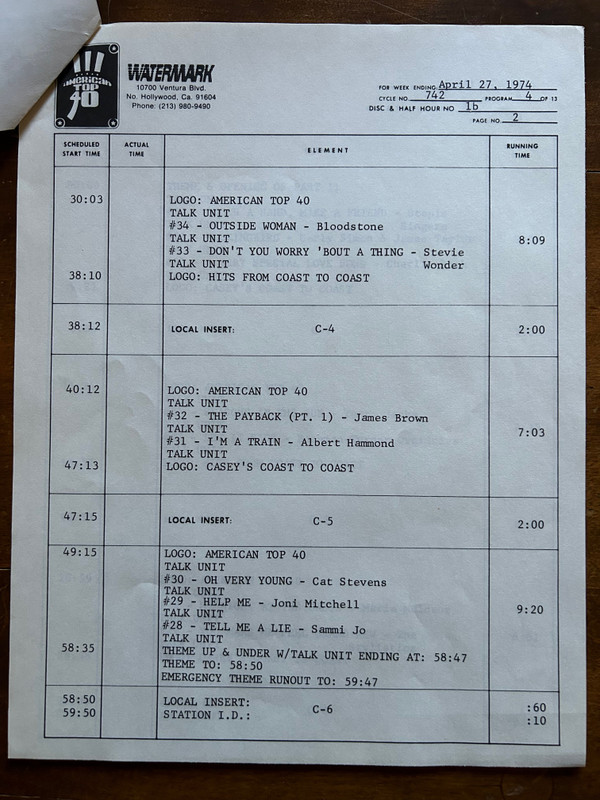 AMERICAN
TOP
40
WATERMARK
10700 Ventura Blvd.
No. Hollywood, Ca. 91604
Phone: (213) 980-9490
FOR WEEK ENDING April 27, 1974
CYCLE NO. 742 PROGRAM 4 OF 13
DISC & HALF HOUR NO 1b
PAGE NO. 2
SCHEDULED START TIME ACTUAL TIME ELEMENT RUNNING TIME
30:03 LOGO: AMERICAN TOP 40
TALK UNIT
#34 - OUTSIDE WOMAN - Bloodstone
TALK UNIT 8:09
#33 - DON'T YOU WORRY 'BOUT A THING - Stevie
TALK UNIT Wonder
38:10 LOGO: HITS FROM COAST TO COAST
38:12 LOCAL INSERT: C-4 2:00
40:12 LOGO: AMERICAN TOP 40
TALK UNIT
#32 - THE PAYBACK (PT. 1) - James Brown
TALK UNIT 7:03
#31 - I'M A TRAIN - Albert Hammond
TALK UNIT
47:13 LOGO: CASEY'S COAST TO COAST
47:15 LOCAL INSERT: C-5 2:00
49:15 LOGO: AMERICAN TOP 40
TALK UNIT
#30 - OH VERY YOUNG - Cat Stevens
TALK UNIT
#29 - HELP ME - Joni Mitchell
TALK UNIT 9:20
#28 - TELL ME A LIE - Sammi Jo
TALK UNIT
58:35 THEME UP & UNDER W/TALK UNIT ENDING AT: 58:47
THEME TO: 58:50
EMERGENCY THEME RUNOUT TO: 59:47
58:50 LOCAL INSERT: C-6 :60
59:50 STATION I.D.: :10